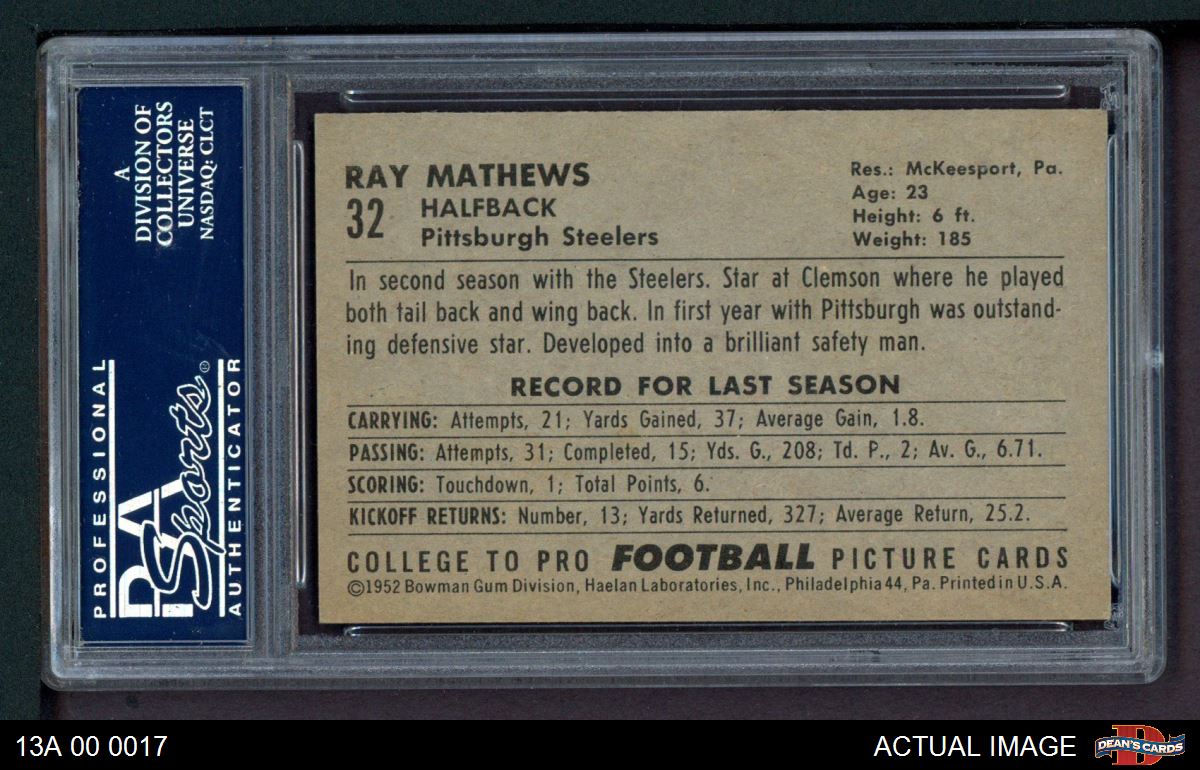 A
DIVISION OF
COLLECTORS
UNIVERSE
NASDAQ: CLCT
PROFESSIONAL
PSA
Sports®
AUTHENTICATOR
RAY MATHEWS
32
HALFBACK
Pittsburgh Steelers
Res.: McKeesport, Pa.
Age: 23
Height: 6 ft.
Weight: 185
In second season with the Steelers. Star at Clemson where he played
both tail back and wing back. In first year with Pittsburgh was outstand-
ing defensive star. Developed into a brilliant safety man.
RECORD FOR LAST SEASON
CARRYING: Attempts, 21; Yards Gained, 37; Average Gain, 1.8.
PASSING: Attempts, 31; Completed, 15; Yds. G., 208; Td. P., 2; Av. G., 6.71.
SCORING: Touchdown, 1; Total Points, 6.
KICKOFF RETURNS: Number, 13; Yards Returned, 327; Average Return, 25.2.
COLLEGE TO PRO FOOTBALL PICTURE CARDS
©1952 Bowman Gum Division, Haelan Laboratories, Inc., Philadelphia 44, Pa. Printed in U.S.A.
13A 00 0017
ACTUAL IMAGE
D
DEAN'S CARDS